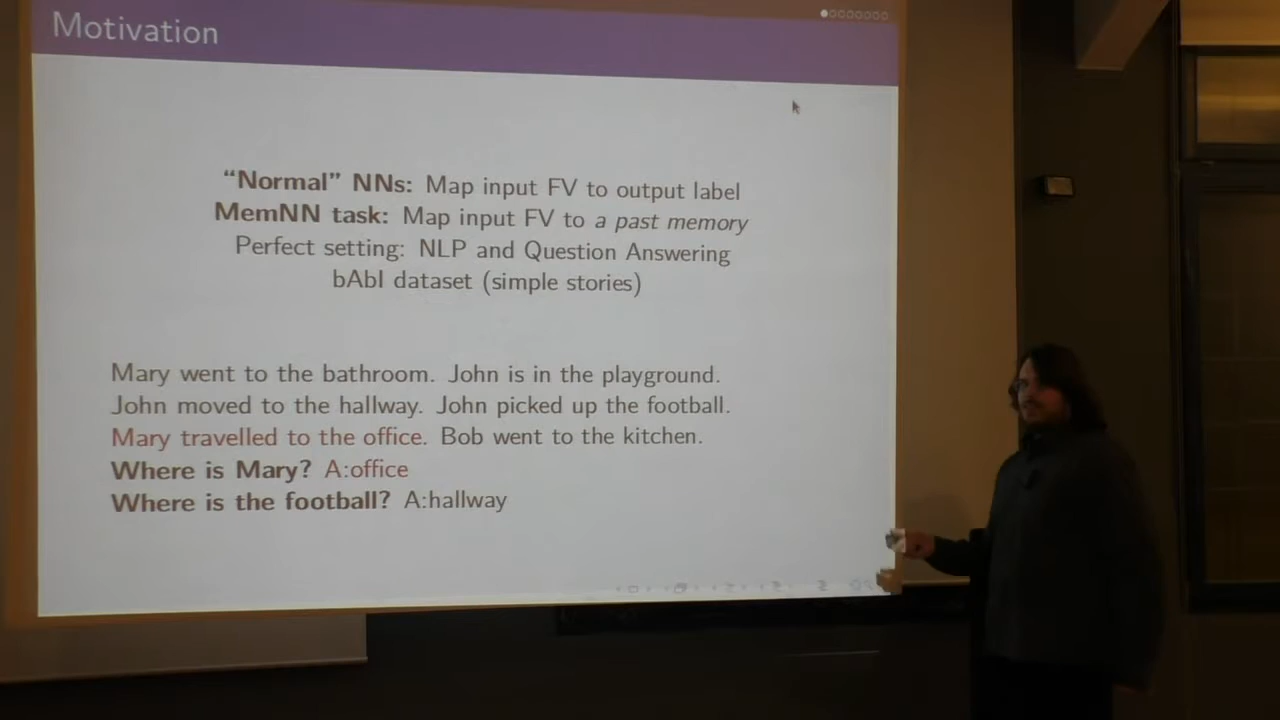 Motivation
“Normal” NNs: Map input FV to output label
MemNN task: Map input FV to a past memory
Perfect setting: NLP and Question Answering
bAbI dataset (simple stories)
Mary went to the bathroom. John is in the playground.
John moved to the hallway. John picked up the football.
Mary travelled to the office. Bob went to the kitchen.
Where is Mary? A:office
Where is the football? A:hallway